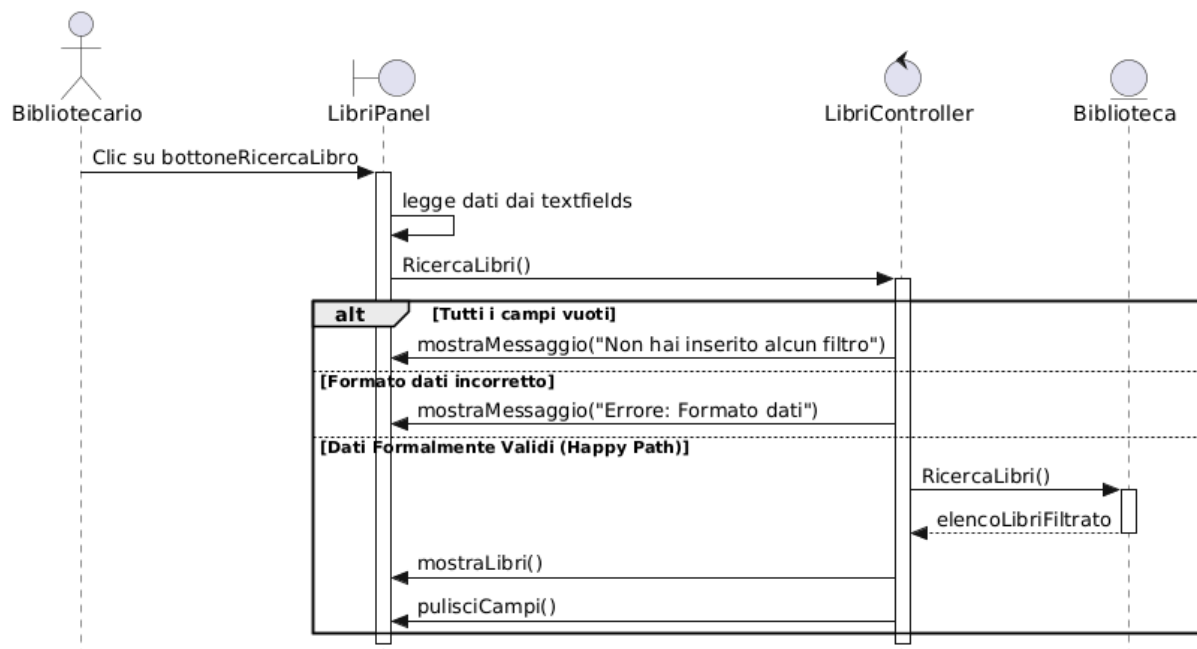 Bibliotecario LibriPanel LibriController Biblioteca
Clic su bottoneRicercaLibro
legge dati dai textfields
RicercaLibri()
alt [Tutti i campi vuoti]
mostraMessaggio("Non hai inserito alcun filtro")
[Formato dati incorretto]
mostraMessaggio("Errore: Formato dati")
[Dati Formalmente Validi (Happy Path)]
RicercaLibri()
elencoLibriFiltrato
mostraLibri()
pulisciCampi()